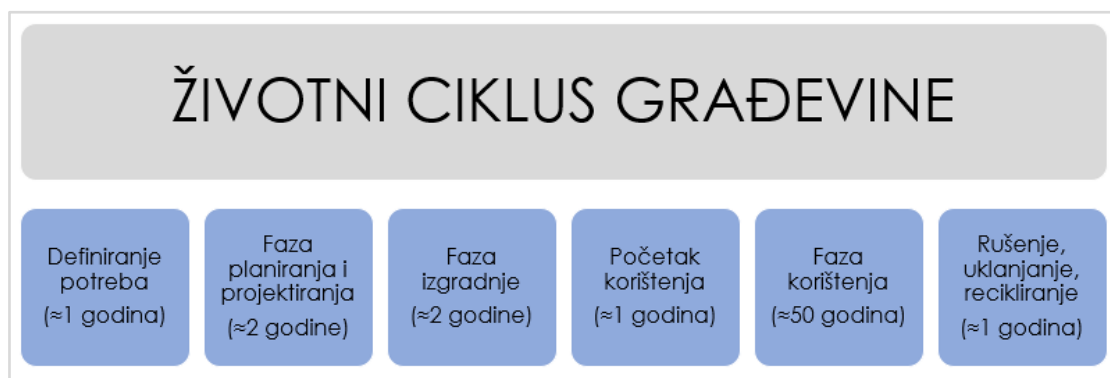 ŽIVOTNI CIKLUS GRAĐEVINE
Definiranje
potreba
(≈1 godina)
Faza
planiranja i
projektiranja
(≈2 godine)
Faza
izgradnje
(≈2 godine)
Početak
korištenja
(≈1 godina)
Faza
korištenja
(≈50 godina)
Rušenje,
uklanjanje,
recikliranje
(≈1 godina)